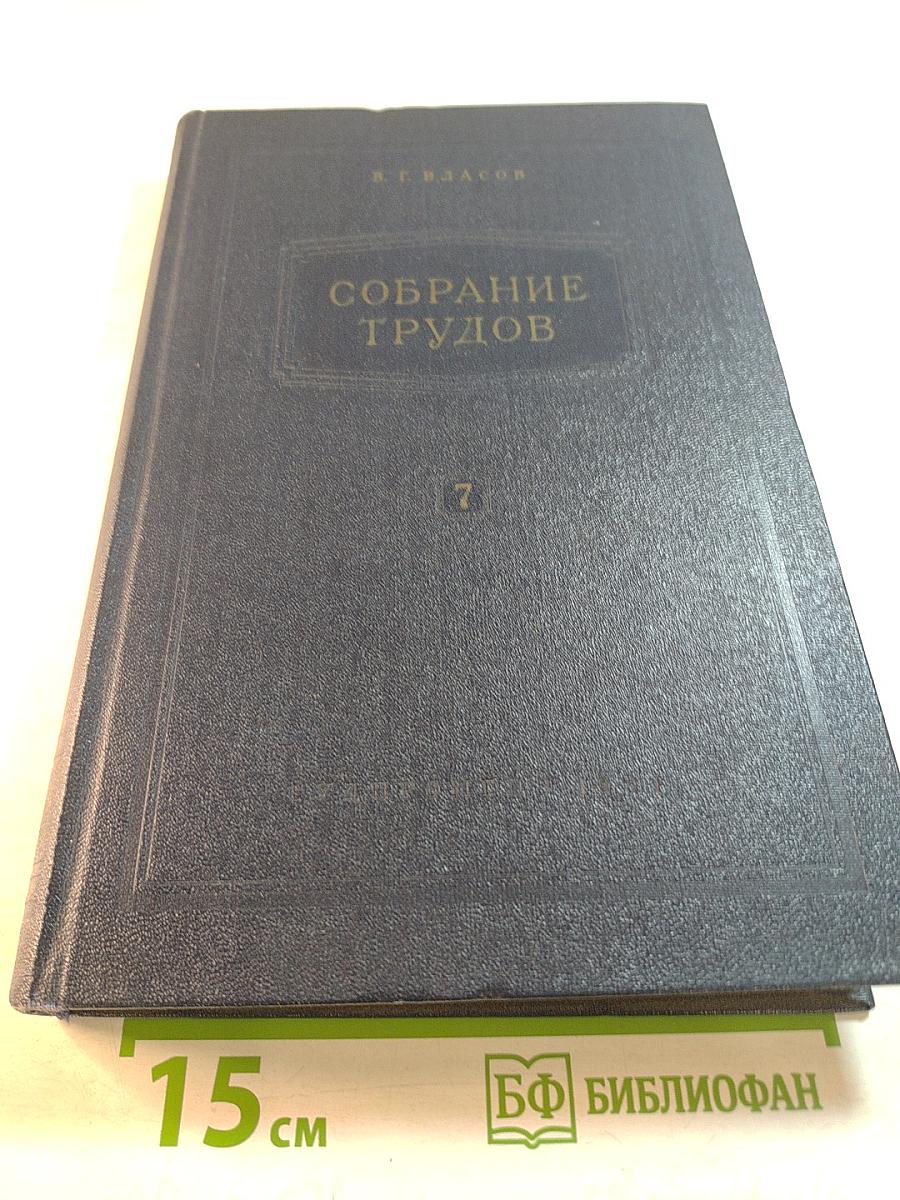 В. Г. ВЛАСОВ
СОБРАНИЕ
ТРУДОВ
7
15 см
БФ БИБЛИОФАН